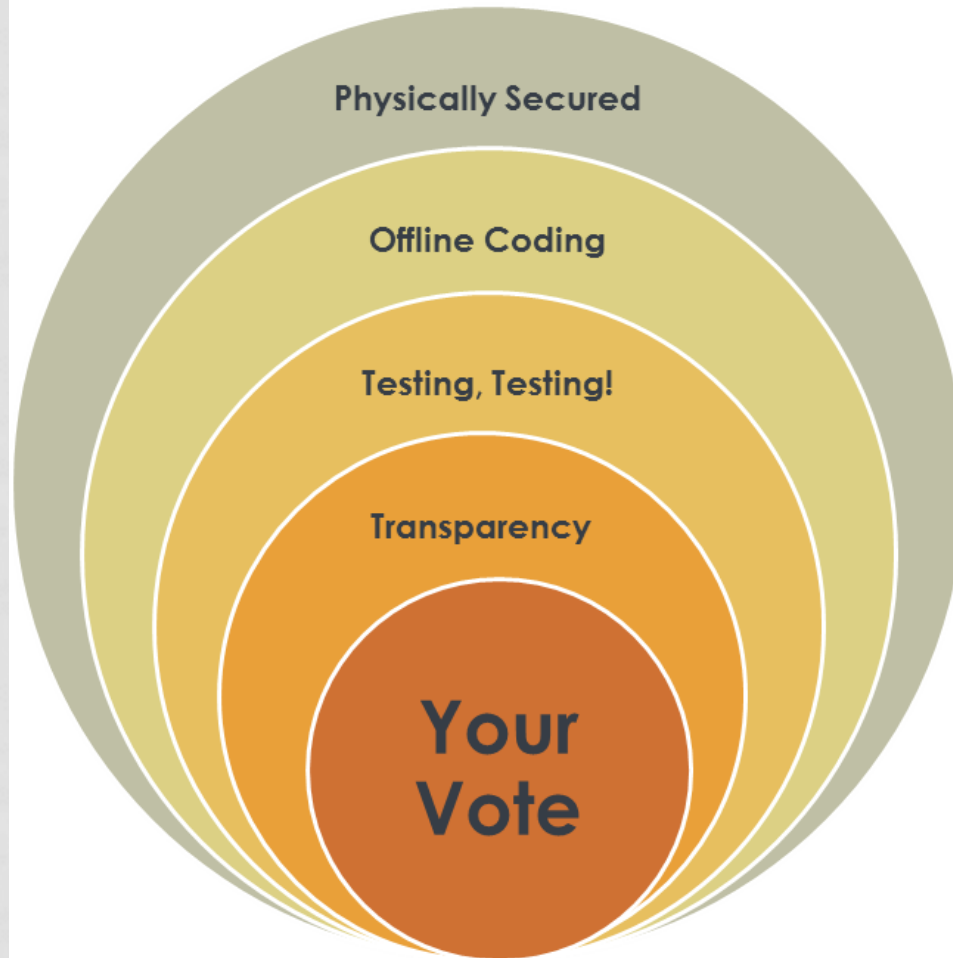 Physically Secured
Offline Coding
Testing, Testing!
Transparency
Your
Vote